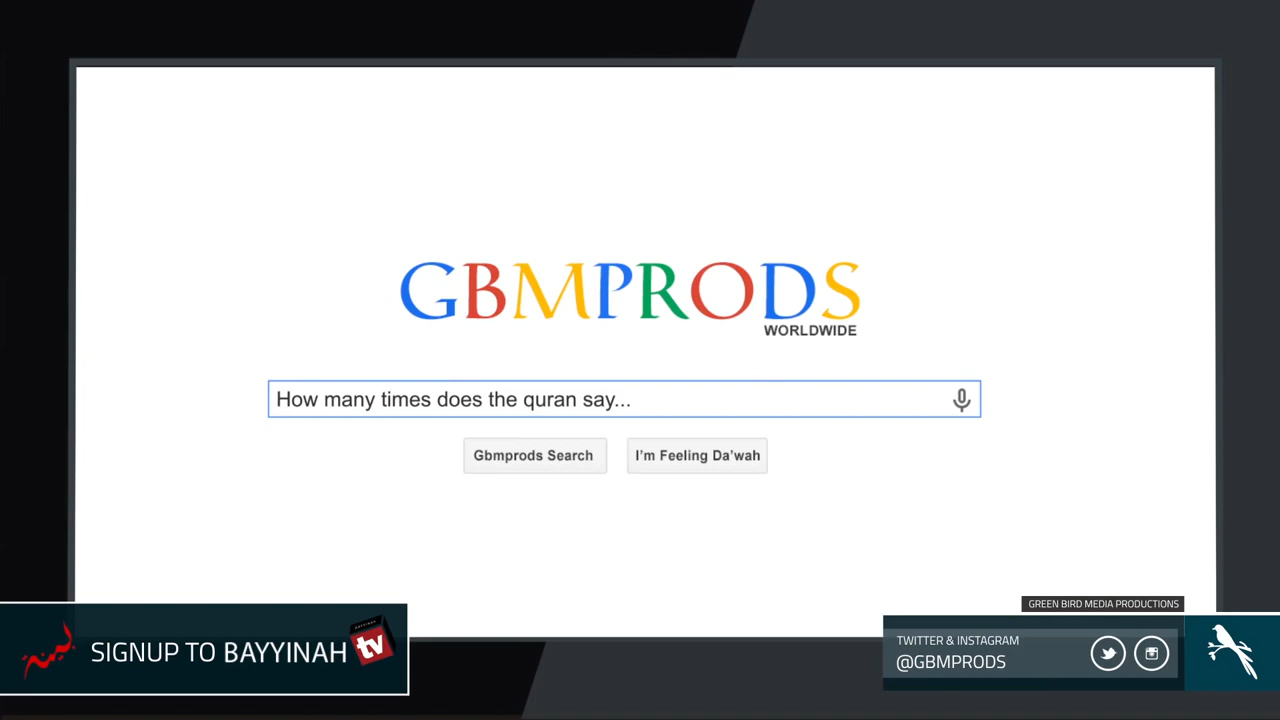 GBMPRODS
WORLDWIDE
How many times does the quran say...
Gbmprods Search
I'm Feeling Da'wah
GREEN BIRD MEDIA PRODUCTIONS
SIGNUP TO BAYYINAH tv
TWITTER & INSTAGRAM
@GBMPRODS